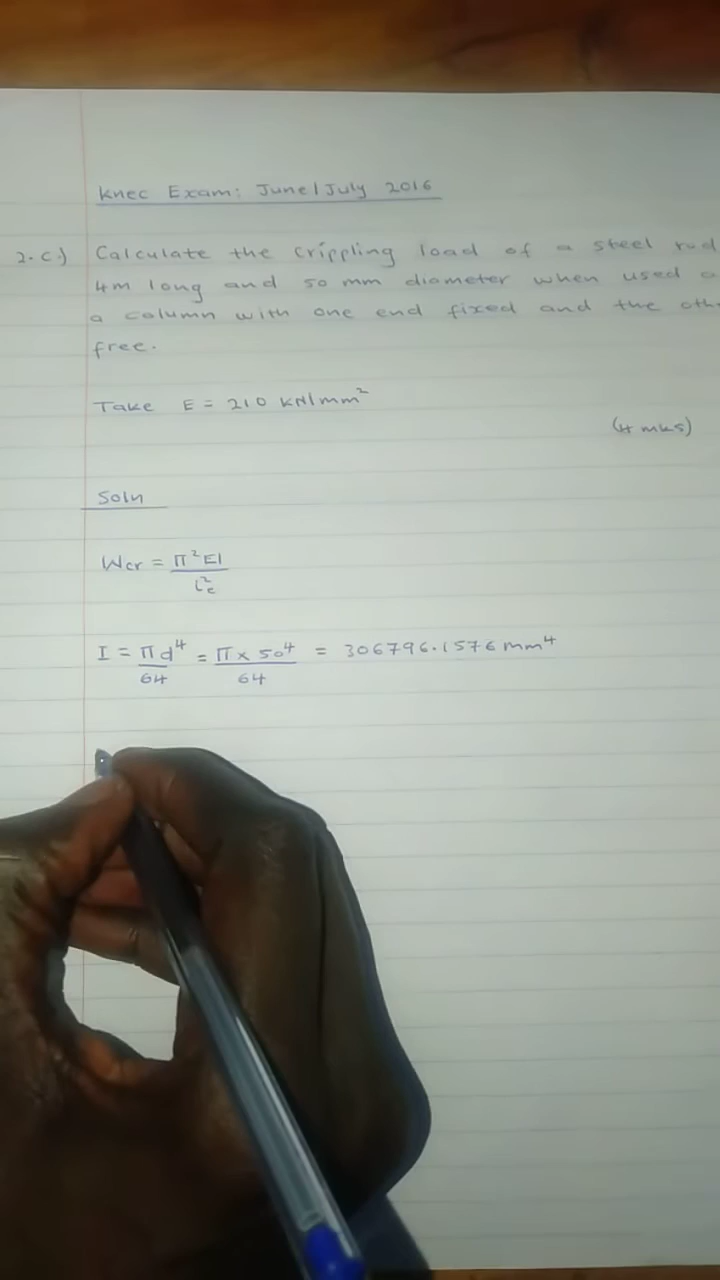 Knec Exam: June/July 2016
2. c.) Calculate the crippling load of a steel rod
4m long and 50 mm diameter when used
a column with one end fixed and the
free.
Take E = 210 kN/mm²
(4 mks)
Soln
Wcr = π²EI / Le²
I = πd⁴/64 = π × 50⁴/64 = 306796.1576 mm⁴